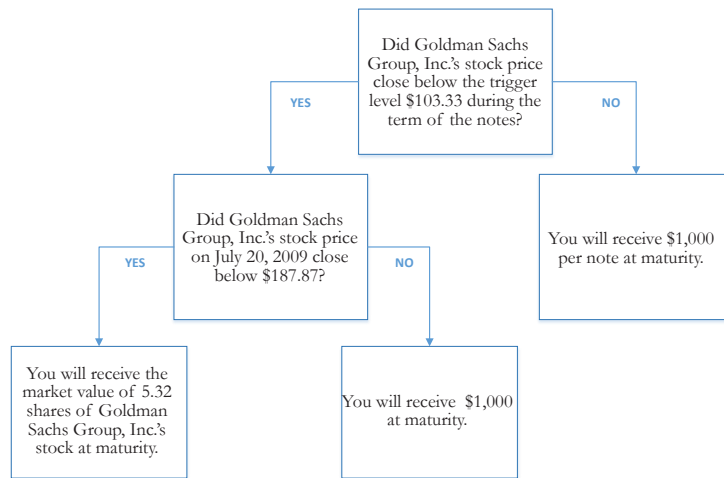 Did Goldman Sachs
Group, Inc.'s stock price
close below the trigger
level $103.33 during the
term of the notes?
YES
NO
Did Goldman Sachs
Group, Inc.'s stock price
on July 20, 2009 close
below $187.87?
You will receive $1,000
per note at maturity.
YES
NO
You will receive the
market value of 5.32
shares of Goldman
Sachs Group, Inc.'s
stock at maturity.
You will receive $1,000
at maturity.